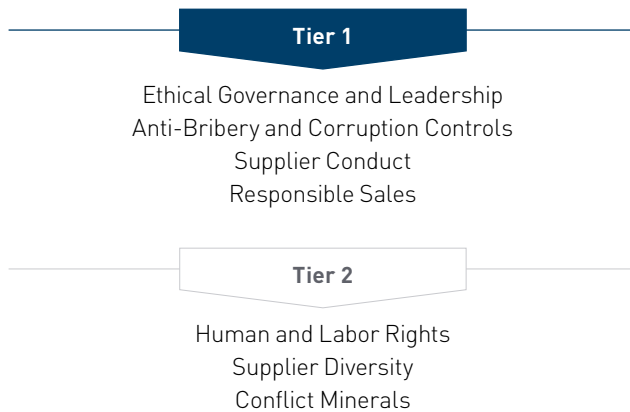 Tier 1
Ethical Governance and Leadership
Anti-Bribery and Corruption Controls
Supplier Conduct
Responsible Sales
Tier 2
Human and Labor Rights
Supplier Diversity
Conflict Minerals